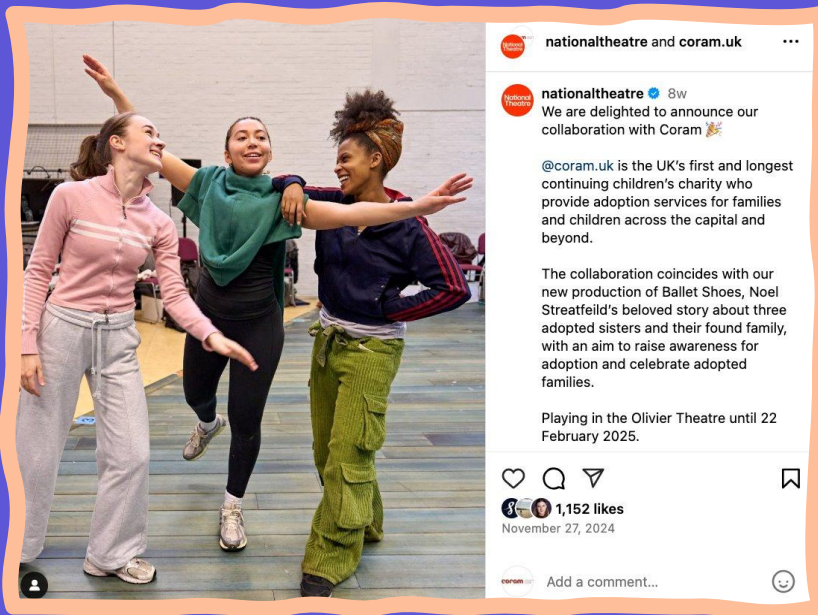 nationaltheatre and coram.uk
National
Theatre
nationaltheatre 8w
We are delighted to announce our
collaboration with Coram 🎉
@coram.uk is the UK's first and longest
continuing children's charity who
provide adoption services for families
and children across the capital and
beyond.
The collaboration coincides with our
new production of Ballet Shoes, Noel
Streatfeild's beloved story about three
adopted sisters and their found family,
with an aim to raise awareness for
adoption and celebrate adopted
families.
Playing in the Olivier Theatre until 22
February 2025.
1,152 likes
November 27, 2024
coram
Add a comment...